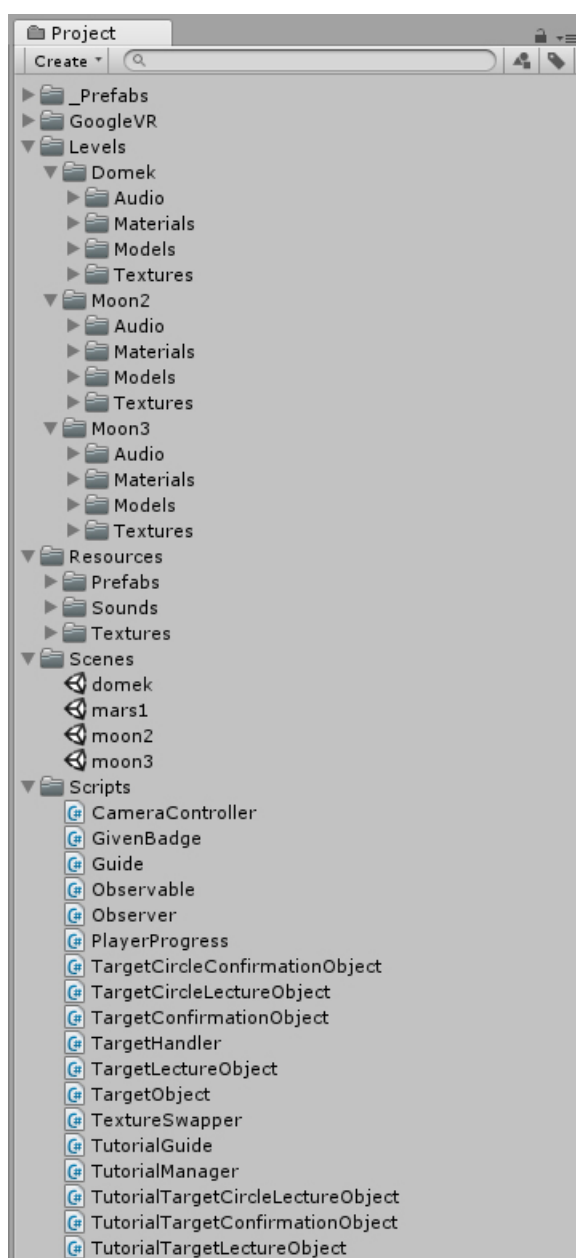 Project
Create
_Prefabs
GoogleVR
Levels
Domek
Audio
Materials
Models
Textures
Moon2
Audio
Materials
Models
Textures
Moon3
Audio
Materials
Models
Textures
Resources
Prefabs
Sounds
Textures
Scenes
domek
mars1
moon2
moon3
Scripts
C# CameraController
C# GivenBadge
C# Guide
C# Observable
C# Observer
C# PlayerProgress
C# TargetCircleConfirmationObject
C# TargetCircleLectureObject
C# TargetConfirmationObject
C# TargetHandler
C# TargetLectureObject
C# TargetObject
C# TextureSwapper
C# TutorialGuide
C# TutorialManager
C# TutorialTargetCircleLectureObject
C# TutorialTargetConfirmationObject
C# TutorialTargetLectureObject